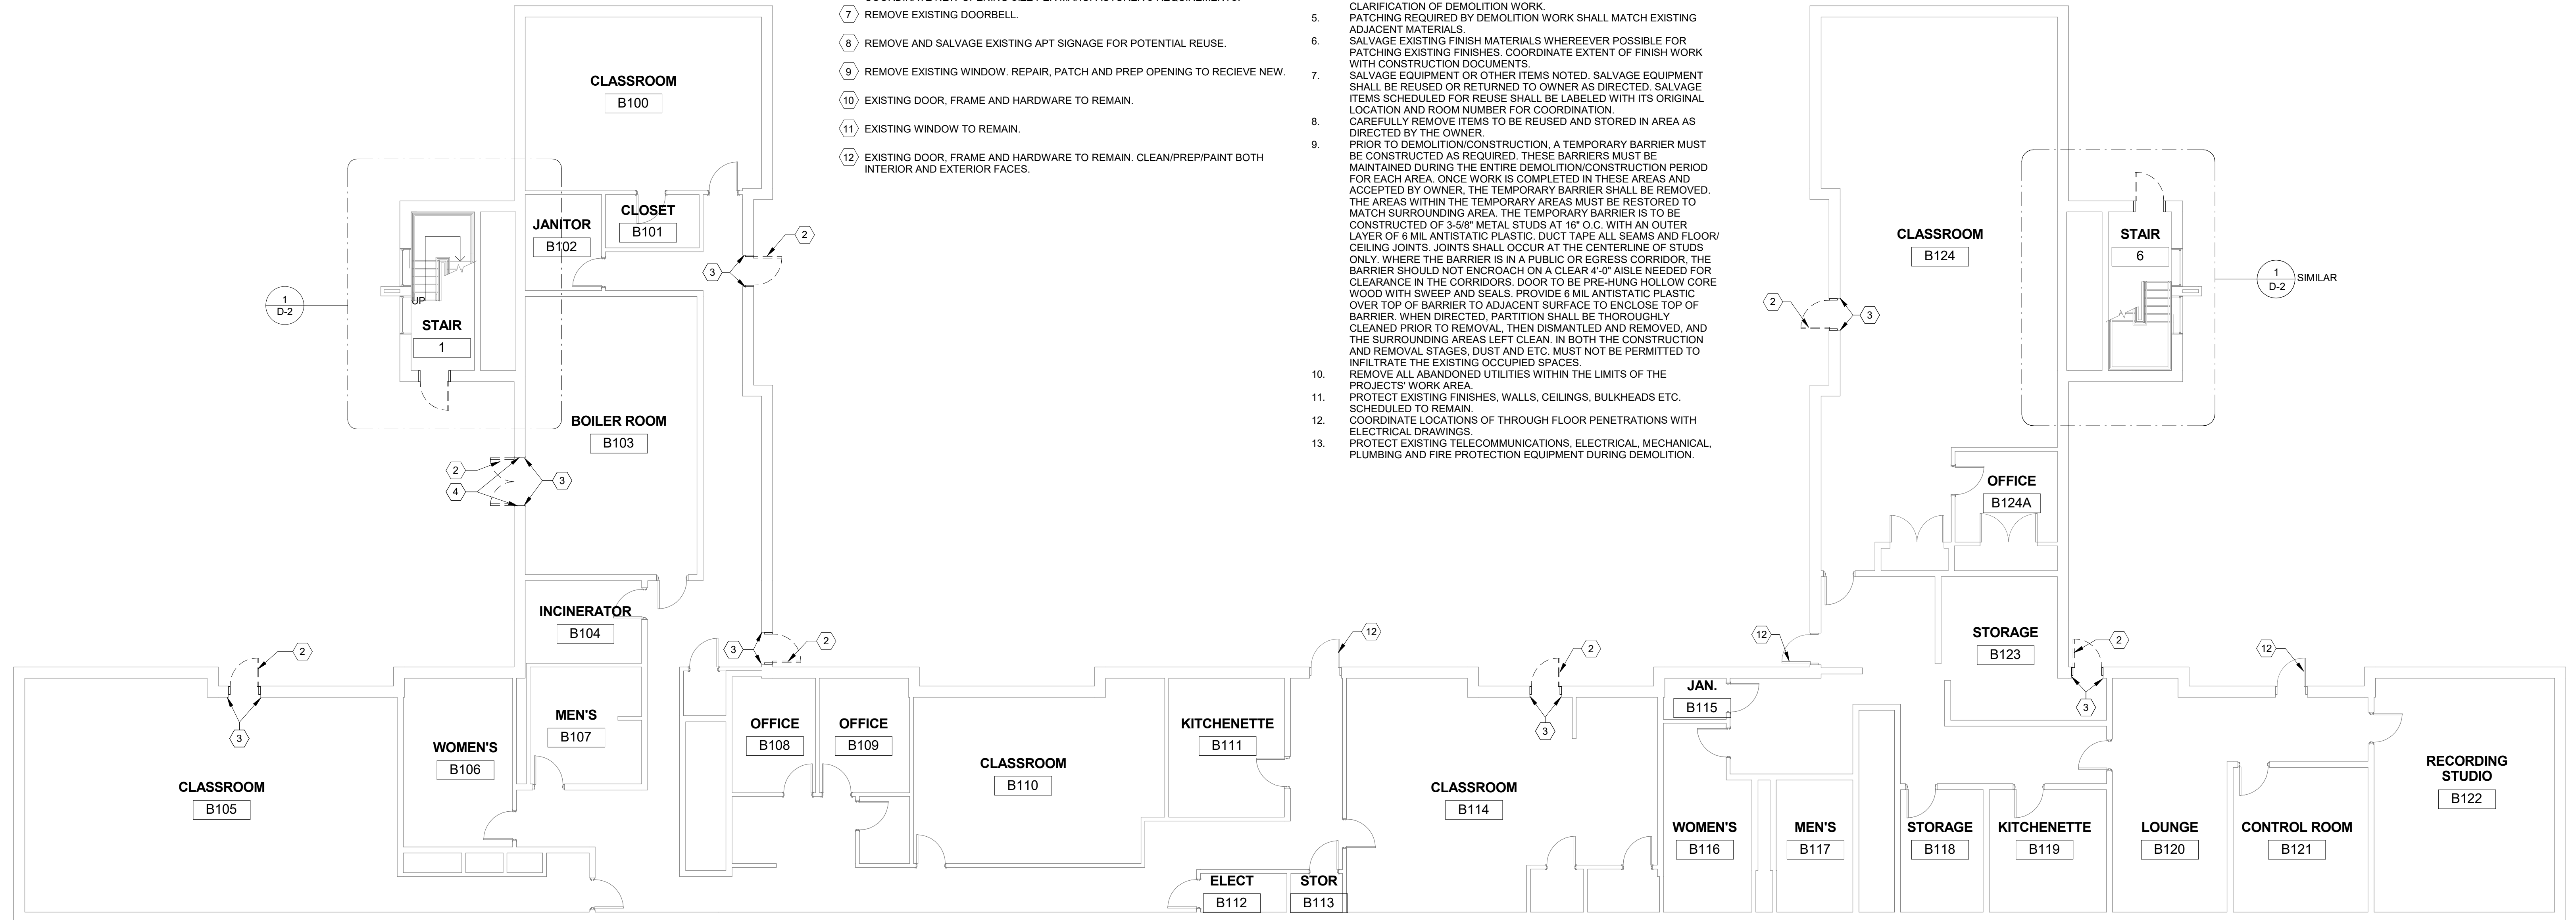 7 REMOVE EXISTING DOORBELL.
8 REMOVE AND SALVAGE EXISTING APT SIGNAGE FOR POTENTIAL REUSE.
9 REMOVE EXISTING WINDOW. REPAIR, PATCH AND PREP OPENING TO RECIEVE NEW.
10 EXISTING DOOR, FRAME AND HARDWARE TO REMAIN.
11 EXISTING WINDOW TO REMAIN.
12 EXISTING DOOR, FRAME AND HARDWARE TO REMAIN. CLEAN/PREP/PAINT BOTH
INTERIOR AND EXTERIOR FACES.
CLARIFICATION OF DEMOLITION WORK.
5. PATCHING REQUIRED BY DEMOLITION WORK SHALL MATCH EXISTING
ADJACENT MATERIALS.
6. SALVAGE EXISTING FINISH MATERIALS WHEREEVER POSSIBLE FOR
PATCHING EXISTING FINISHES. COORDINATE EXTENT OF FINISH WORK
WITH CONSTRUCTION DOCUMENTS.
7. SALVAGE EQUIPMENT OR OTHER ITEMS NOTED. SALVAGE EQUIPMENT
SHALL BE REUSED OR RETURNED TO OWNER AS DIRECTED. SALVAGE
ITEMS SCHEDULED FOR REUSE SHALL BE LABELED WITH ITS ORIGINAL
LOCATION AND ROOM NUMBER FOR COORDINATION.
8. CAREFULLY REMOVE ITEMS TO BE REUSED AND STORED IN AREA AS
DIRECTED BY THE OWNER.
9. PRIOR TO DEMOLITION/CONSTRUCTION, A TEMPORARY BARRIER MUST
BE CONSTRUCTED AS REQUIRED. THESE BARRIERS MUST BE
MAINTAINED DURING THE ENTIRE DEMOLITION/CONSTRUCTION PERIOD
FOR EACH AREA. ONCE WORK IS COMPLETED IN THESE AREAS AND
ACCEPTED BY OWNER, THE TEMPORARY BARRIER SHALL BE REMOVED.
THE AREAS WITHIN THE TEMPORARY AREAS MUST BE RESTORED TO
MATCH SURROUNDING AREA. THE TEMPORARY BARRIER IS TO BE
CONSTRUCTED OF 3-5/8" METAL STUDS AT 16" O.C. WITH AN OUTER
LAYER OF 6 MIL ANTISTATIC PLASTIC. DUCT TAPE ALL SEAMS AND FLOOR/
CEILING JOINTS. JOINTS SHALL OCCUR AT THE CENTERLINE OF STUDS
ONLY. WHERE THE BARRIER IS IN A PUBLIC OR EGRESS CORRIDOR, THE
BARRIER SHOULD NOT ENCROACH ON A CLEAR 4'-0" AISLE NEEDED FOR
CLEARANCE IN THE CORRIDORS. DOOR TO BE PRE-HUNG HOLLOW CORE
WOOD WITH SWEEP AND SEALS. PROVIDE 6 MIL ANTISTATIC PLASTIC
OVER TOP OF BARRIER TO ADJACENT SURFACE TO ENCLOSE TOP OF
BARRIER. WHEN DIRECTED, PARTITION SHALL BE THOROUGHLY
CLEANED PRIOR TO REMOVAL, THEN DISMANTLED AND REMOVED, AND
THE SURROUNDING AREAS LEFT CLEAN. IN BOTH THE CONSTRUCTION
AND REMOVAL STAGES, DUST AND ETC. MUST NOT BE PERMITTED TO
INFILTRATE THE EXISTING OCCUPIED SPACES.
10. REMOVE ALL ABANDONED UTILITIES WITHIN THE LIMITS OF THE
PROJECTS' WORK AREA.
11. PROTECT EXISTING FINISHES, WALLS, CEILINGS, BULKHEADS ETC.
SCHEDULED TO REMAIN.
12. COORDINATE LOCATIONS OF THROUGH FLOOR PENETRATIONS WITH
ELECTRICAL DRAWINGS.
13. PROTECT EXISTING TELECOMMUNICATIONS, ELECTRICAL, MECHANICAL,
PLUMBING AND FIRE PROTECTION EQUIPMENT DURING DEMOLITION.
CLASSROOM
B100
CLOSET
B101
JANITOR
B102
2
3
1
D-2
UP
STAIR
1
BOILER ROOM
B103
2
4
3
INCINERATOR
B104
3
2
2
3
CLASSROOM
B105
WOMEN'S
B106
MEN'S
B107
OFFICE
B108
OFFICE
B109
CLASSROOM
B110
KITCHENETTE
B111
12
ELECT
B112
STOR
B113
2
3
CLASSROOM
B114
JAN.
B115
12
WOMEN'S
B116
MEN'S
B117
STORAGE
B118
KITCHENETTE
B119
LOUNGE
B120
CONTROL ROOM
B121
RECORDING
STUDIO
B122
12
2
3
STORAGE
B123
CLASSROOM
B124
2
3
OFFICE
B124A
STAIR
6
1
D-2
SIMILAR